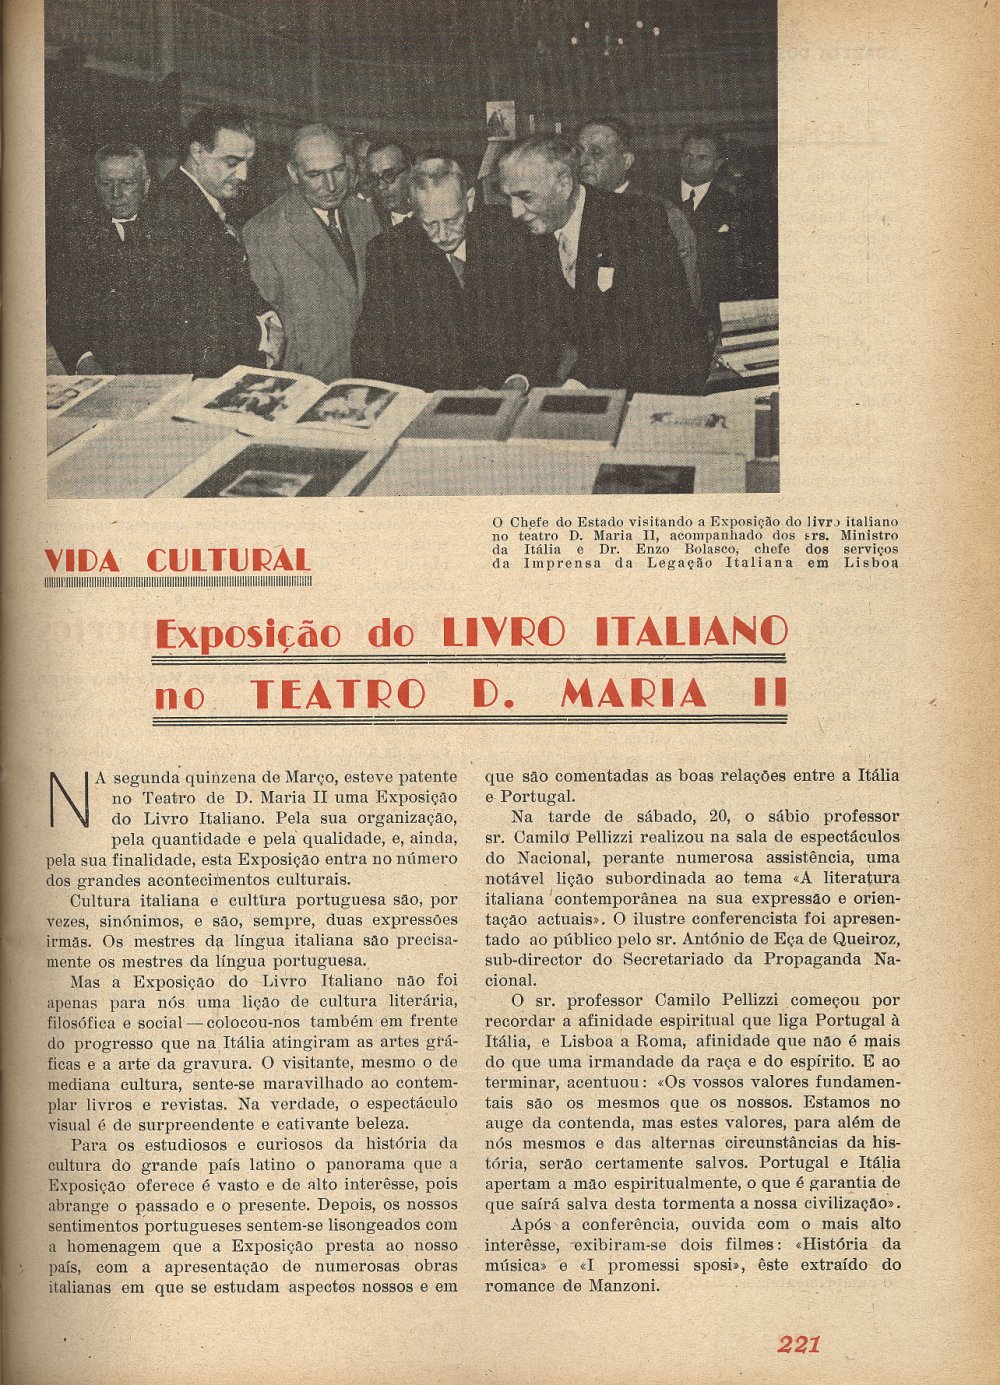 O Chefe do Estado visitando a Exposição do livro italiano
no teatro D. Maria II, acompanhado dos srs. Ministro
da Itália e Dr. Enzo Bolasco, chefe dos serviços
da Imprensa da Legação Italiana em Lisboa
VIDA CULTURAL
Exposição do LIVRO ITALIANO
no TEATRO D. MARIA II
NA segunda quinzena de Março, esteve patente
no Teatro de D. Maria II uma Exposição
do Livro Italiano. Pela sua organização,
pela quantidade e pela qualidade, e, ainda,
pela sua finalidade, esta Exposição entra no número
dos grandes acontecimentos culturais.
Cultura italiana e cultura portuguesa são, por
vezes, sinónimos, e são, sempre, duas expressões
irmãs. Os mestres da língua italiana são precisa-
mente os mestres da língua portuguesa.
Mas a Exposição do Livro Italiano não foi
apenas para nós uma lição de cultura literária,
filosófica e social — colocou-nos também em frente
do progresso que na Itália atingiram as artes grá-
ficas e a arte da gravura. O visitante, mesmo o de
mediana cultura, sente-se maravilhado ao contem-
plar livros e revistas. Na verdade, o espectáculo
visual é de surpreendente e cativante beleza.
Para os estudiosos e curiosos da história da
cultura do grande país latino o panorama que a
Exposição oferece é vasto e de alto interêsse, pois
abrange o passado e o presente. Depois, os nossos
sentimentos portugueses sentem-se lisongeados com
a homenagem que a Exposição presta ao nosso
país, com a apresentação de numerosas obras
italianas em que se estudam aspectos nossos e em
que são comentadas as boas relações entre a Itália
e Portugal.
Na tarde de sábado, 20, o sábio professor
sr. Camilo Pellizzi realizou na sala de espectáculos
do Nacional, perante numerosa assistência, uma
notável lição subordinada ao tema «A literatura
italiana contemporânea na sua expressão e orien-
tação actuais». O ilustre conferencista foi apresen-
tado ao público pelo sr. António de Eça de Queiroz,
sub-director do Secretariado da Propaganda Na-
cional.
O sr. professor Camilo Pellizzi começou por
recordar a afinidade espiritual que liga Portugal à
Itália, e Lisboa a Roma, afinidade que não é mais
do que uma irmandade da raça e do espírito. E ao
terminar, acentuou: «Os vossos valores fundamen-
tais são os mesmos que os nossos. Estamos no
auge da contenda, mas estes valores, para além de
nós mesmos e das alternas circunstâncias da his-
tória, serão certamente salvos. Portugal e Itália
apertam a mão espiritualmente, o que é garantia de
que saírá salva desta tormenta a nossa civilização».
Após a conferência, ouvida com o mais alto
interêsse, exibiram-se dois filmes: «História da
música» e «I promessi sposi», êste extraído do
romance de Manzoni.
221